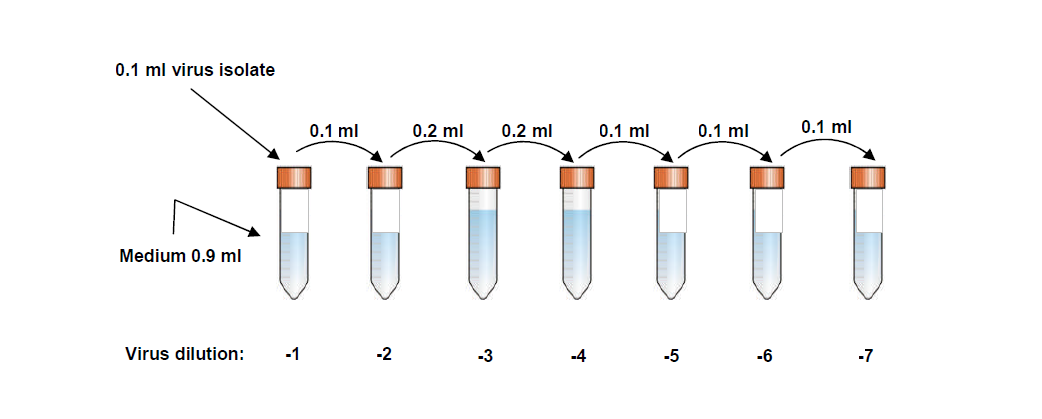 0.1 ml virus isolate
0.1 ml 0.2 ml 0.2 ml 0.1 ml 0.1 ml 0.1 ml
Medium 0.9 ml
Virus dilution: -1 -2 -3 -4 -5 -6 -7